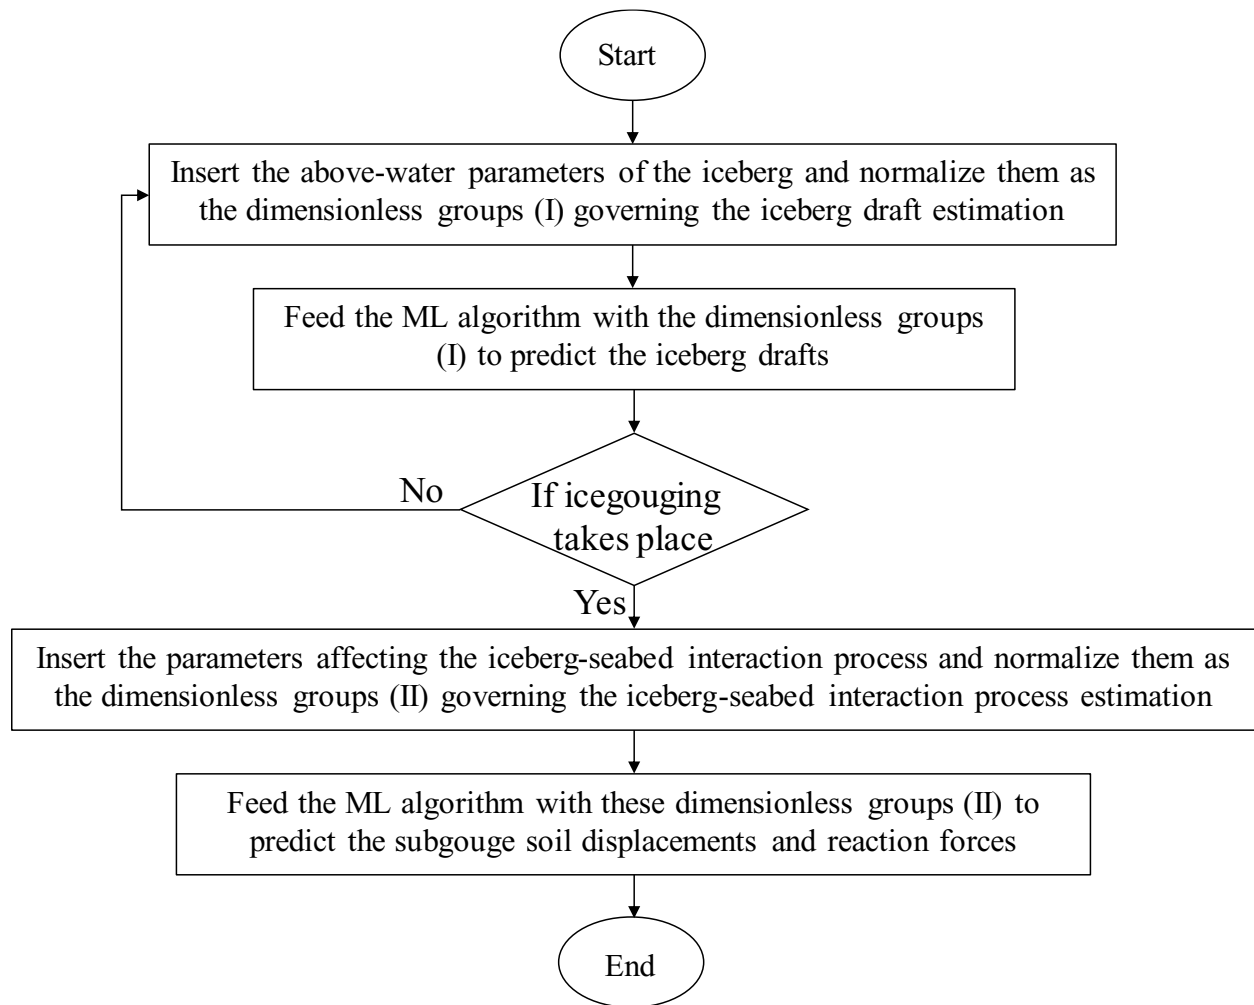 Start
Insert the above-water parameters of the iceberg and normalize them as
the dimensionless groups (I) governing the iceberg draft estimation
Feed the ML algorithm with the dimensionless groups
(I) to predict the iceberg drafts
No
If icegouging
takes place
Yes
Insert the parameters affecting the iceberg-seabed interaction process and normalize them as
the dimensionless groups (II) governing the iceberg-seabed interaction process estimation
Feed the ML algorithm with these dimensionless groups (II) to
predict the subgouge soil displacements and reaction forces
End